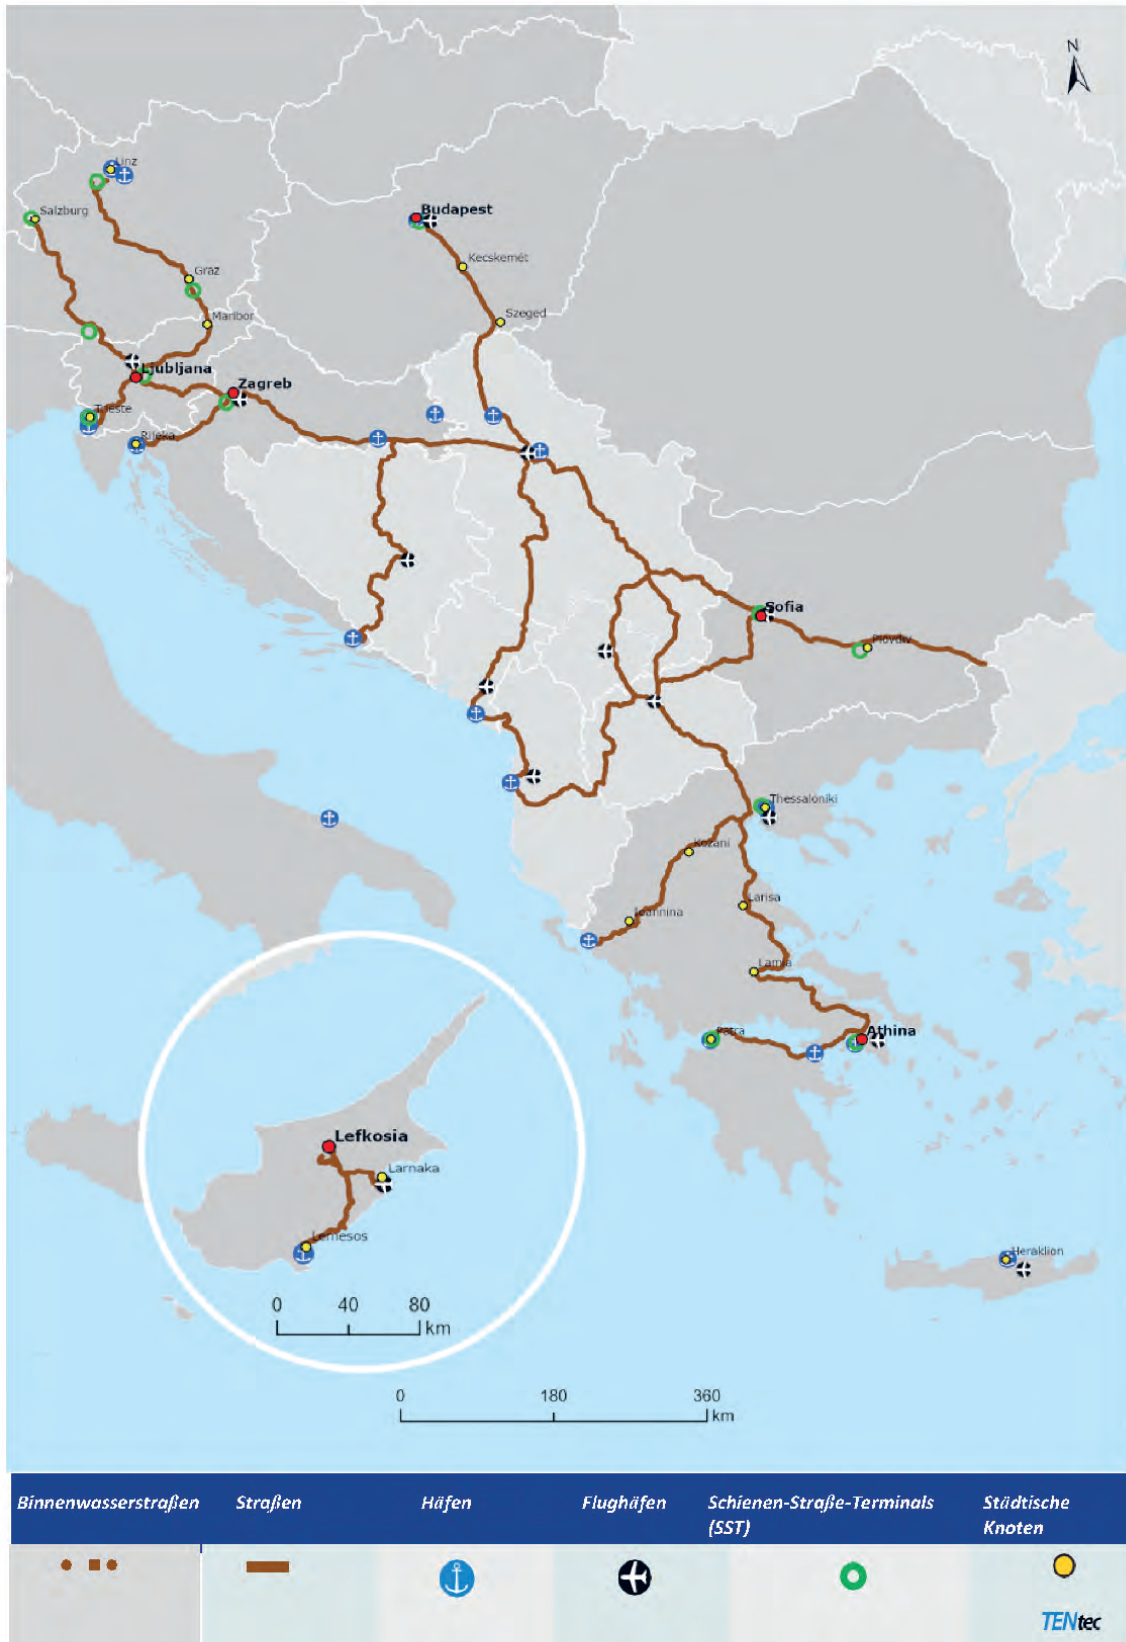 N
Linz
Salzburg
Budapest
Kecskemét
Graz
Szeged
Maribor
Ljubljana
Zagreb
Trieste
Rijeka
Sofia
Plovdiv
Thessaloniki
Kozani
Larisa
Ioannina
Lamia
Patra
Athina
Lefkosia
Larnaka
Lemesos
Heraklion
0 40 80
km
0 180 360
km
Binnenwasserstraßen Straßen Häfen Flughäfen Schienen-Straße-Terminals Städtische
(SST) Knoten
TENtec